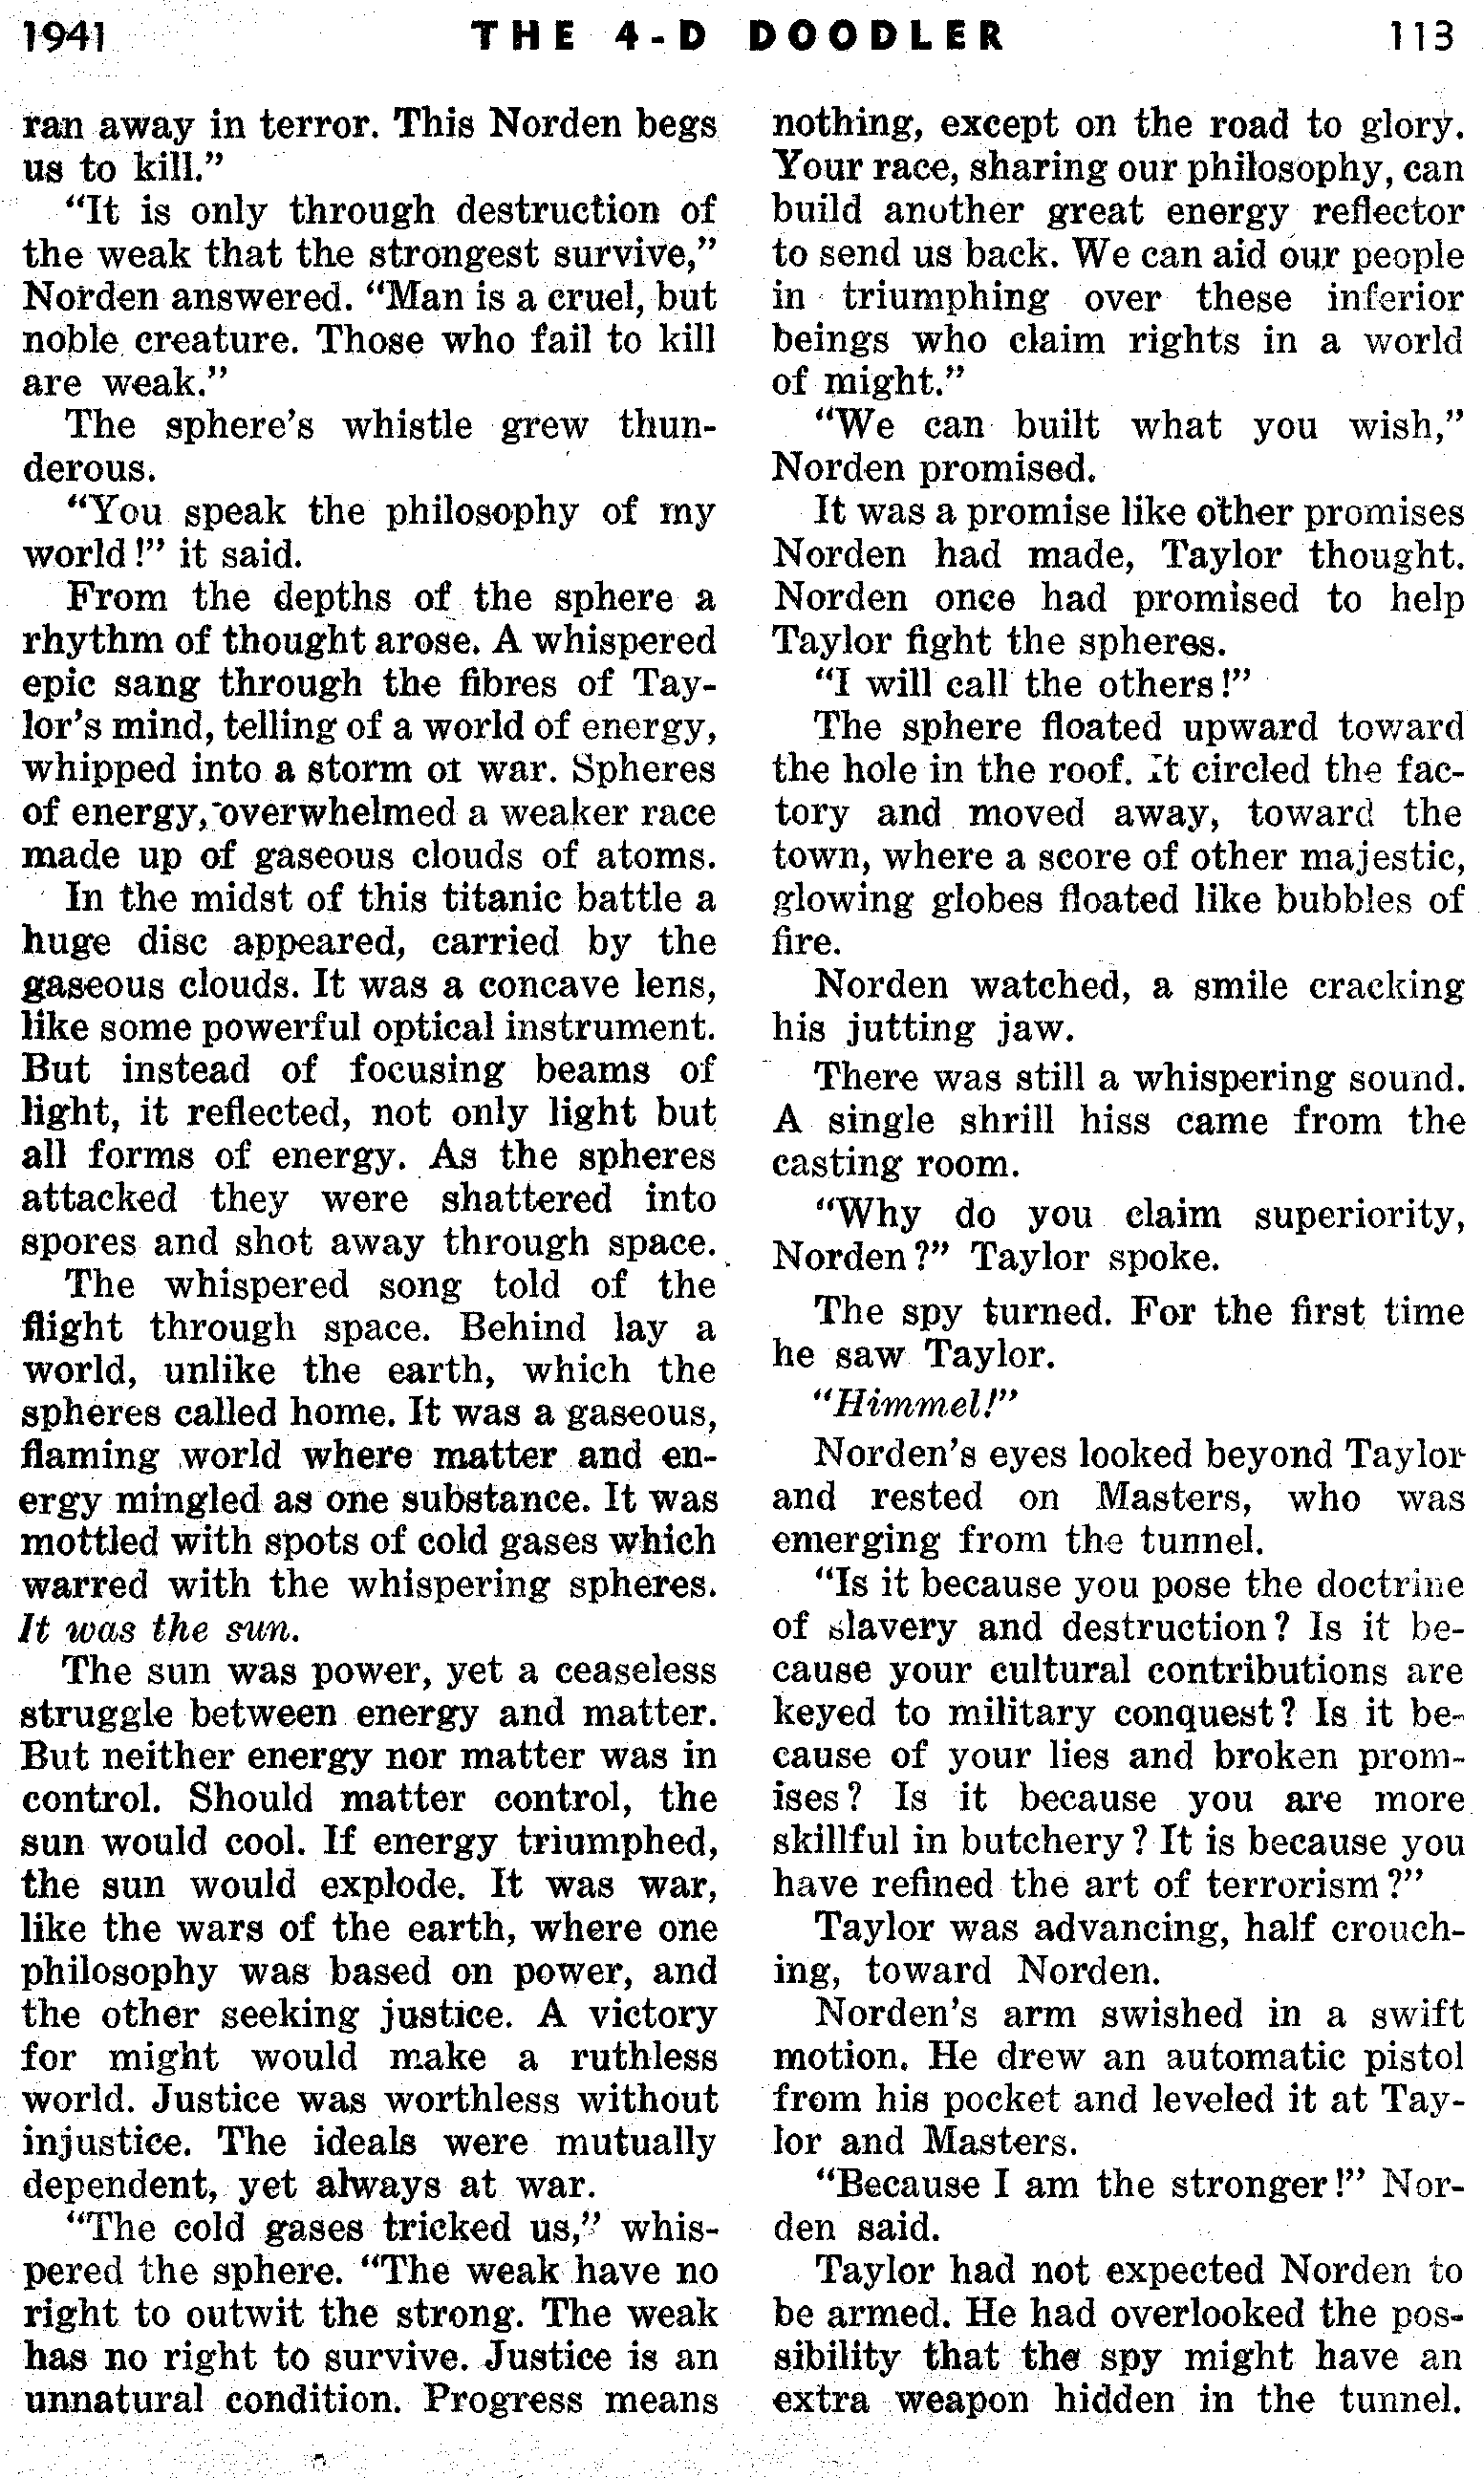 1941
THE 4-D DOODLER
113
ran away in terror. This Norden begs
us to kill."
"It is only through destruction of
the weak that the strongest survive,"
Norden answered. "Man is a cruel, but
noble creature. Those who fail to kill
are weak."
The sphere's whistle grew thun-
derous.
"You speak the philosophy of my
world!" it said.
From the depths of the sphere a
rhythm of thought arose. A whispered
epic sang through the fibres of Tay-
lor's mind, telling of a world of energy,
whipped into a storm of war. Spheres
of energy, overwhelmed a weaker race
made up of gaseous clouds of atoms.
In the midst of this titanic battle a
huge disc appeared, carried by the
gaseous clouds. It was a concave lens,
like some powerful optical instrument.
But instead of focusing beams of
light, it reflected, not only light but
all forms of energy. As the spheres
attacked they were shattered into
spores and shot away through space.
The whispered song told of the
flight through space. Behind lay a
world, unlike the earth, which the
spheres called home. It was a gaseous,
flaming world where matter and en-
ergy mingled as one substance. It was
mottled with spots of cold gases which
warred with the whispering spheres.
It was the sun.
The sun was power, yet a ceaseless
struggle between energy and matter.
But neither energy nor matter was in
control. Should matter control, the
sun would cool. If energy triumphed,
the sun would explode. It was war,
like the wars of the earth, where one
philosophy was based on power, and
the other seeking justice. A victory
for might would make a ruthless
world. Justice was worthless without
injustice. The ideals were mutually
dependent, yet always at war.
"The cold gases tricked us," whis-
pered the sphere. "The weak have no
right to outwit the strong. The weak
has no right to survive. Justice is an
unnatural condition. Progress means
nothing, except on the road to glory.
Your race, sharing our philosophy, can
build another great energy reflector
to send us back. We can aid our people
in triumphing over these inferior
beings who claim rights in a world
of might."
"We can built what you wish,"
Norden promised.
It was a promise like other promises
Norden had made, Taylor thought.
Norden once had promised to help
Taylor fight the spheres.
"I will call the others!"
The sphere floated upward toward
the hole in the roof. It circled the fac-
tory and moved away, toward the
town, where a score of other majestic,
glowing globes floated like bubbles of
fire.
Norden watched, a smile cracking
his jutting jaw.
There was still a whispering sound.
A single shrill hiss came from the
casting room.
"Why do you claim superiority,
Norden?" Taylor spoke.
The spy turned. For the first time
he saw Taylor.
"Himmel!"
Norden's eyes looked beyond Taylor
and rested on Masters, who was
emerging from the tunnel.
"Is it because you pose the doctrine
of slavery and destruction? Is it be-
cause your cultural contributions are
keyed to military conquest? Is it be-
cause of your lies and broken prom-
ises? Is it because you are more
skillful in butchery? It is because you
have refined the art of terrorism?"
Taylor was advancing, half crouch-
ing, toward Norden.
Norden's arm swished in a swift
motion. He drew an automatic pistol
from his pocket and leveled it at Tay-
lor and Masters.
"Because I am the stronger!" Nor-
den said.
Taylor had not expected Norden to
be armed. He had overlooked the pos-
sibility that the spy might have an
extra weapon hidden in the tunnel.